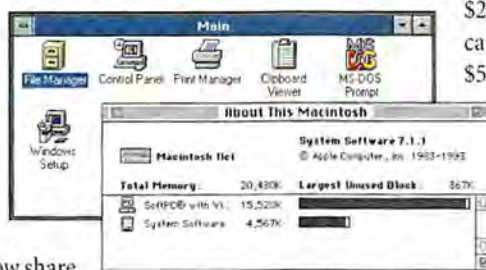 $2
ca
$5
Main
File Manager
Control Panel
Print Manager
Clipboard
Viewer
MS-DOS
Prompt
Windows
Setup
About This Macintosh
System Software 7.1.1
Macintosh IIci
© Apple Computer, Inc. 1983-1993
Total Memory: 20,480K
Largest Unused Block: 867K
SoftPC® with 15,520K
System Software 4,567K
ow share